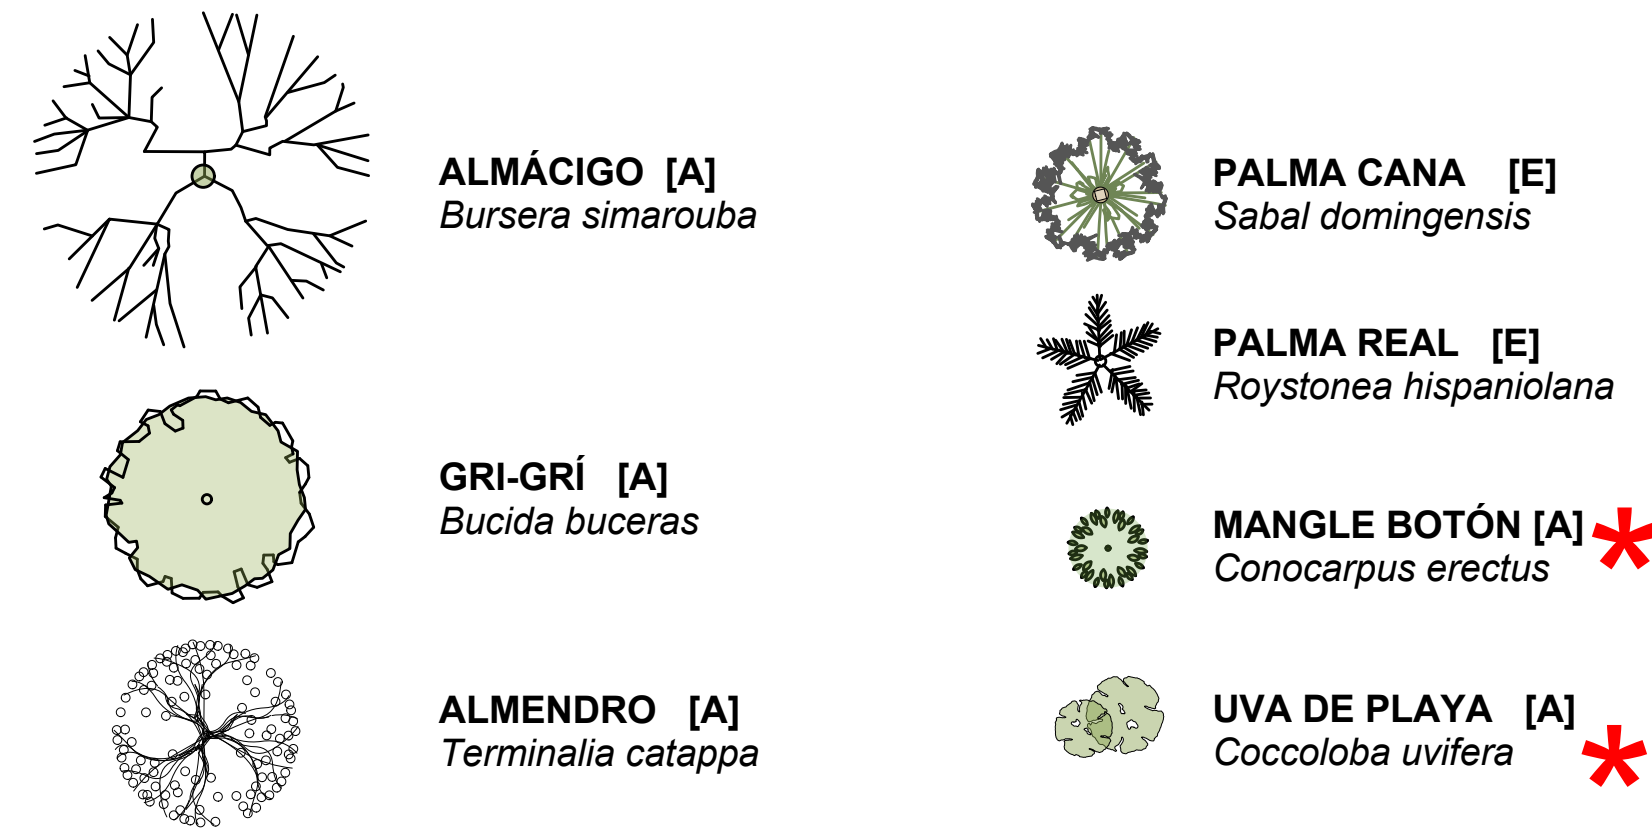 ALMÁCIGO [A]
Bursera simarouba
GRI-GRÍ [A]
Bucida buceras
ALMENDRO [A]
Terminalia catappa
PALMA CANA [E]
Sabal domingensis
PALMA REAL [E]
Roystonea hispaniolana
MANGLE BOTÓN [A] *
Conocarpus erectus
UVA DE PLAYA [A]
Coccoloba uvifera *